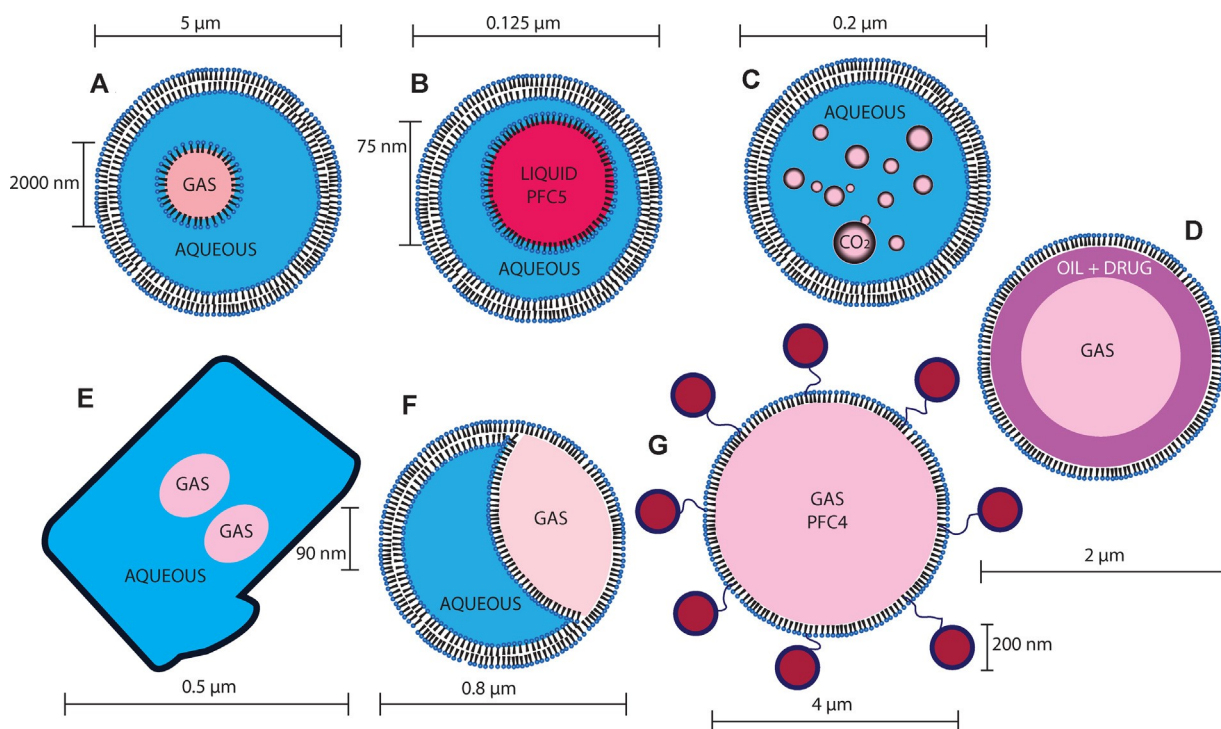 5 µm
0.125 µm
0.2 µm
A
B
C
2000 nm
GAS
AQUEOUS
75 nm
LIQUID
PFC5
AQUEOUS
AQUEOUS
CO₂
D
OIL + DRUG
GAS
2 µm
E
GAS
GAS
AQUEOUS
90 nm
0.5 µm
F
GAS
AQUEOUS
0.8 µm
G
GAS
PFC4
200 nm
4 µm